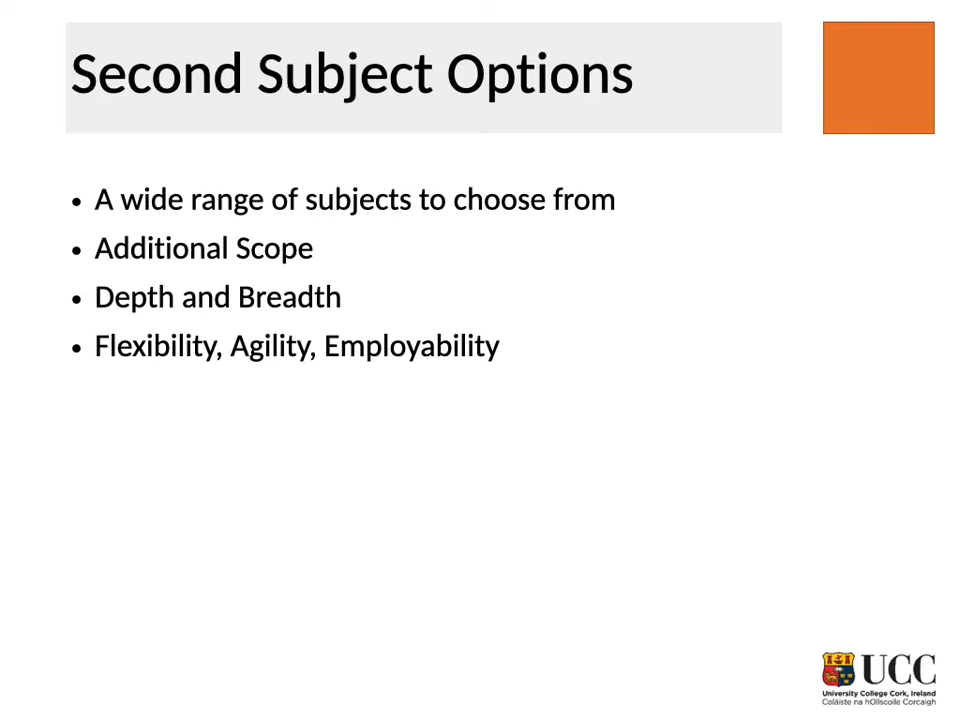 Second Subject Options
• A wide range of subjects to choose from
• Additional Scope
• Depth and Breadth
• Flexibility, Agility, Employability
UCC
University College Cork, Ireland
Coláiste na hOllscoile Corcaigh